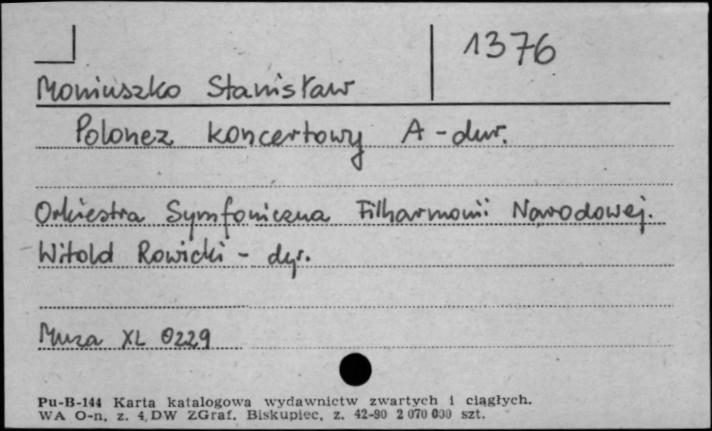 1376
Moniuszko Stanisław
Polonez koncertowy A-dur.
Orkiestra Symfoniczna Filharmonii Narodowej.
Witold Rowicki - dyr.
Muza XL 0229
Pu-B-144 Karta katalogowa wydawnictw zwartych i ciągłych.
WA O-n, z. 4, DW ZGraf. Biskupiec, z. 42-90 2 070 000 szt.